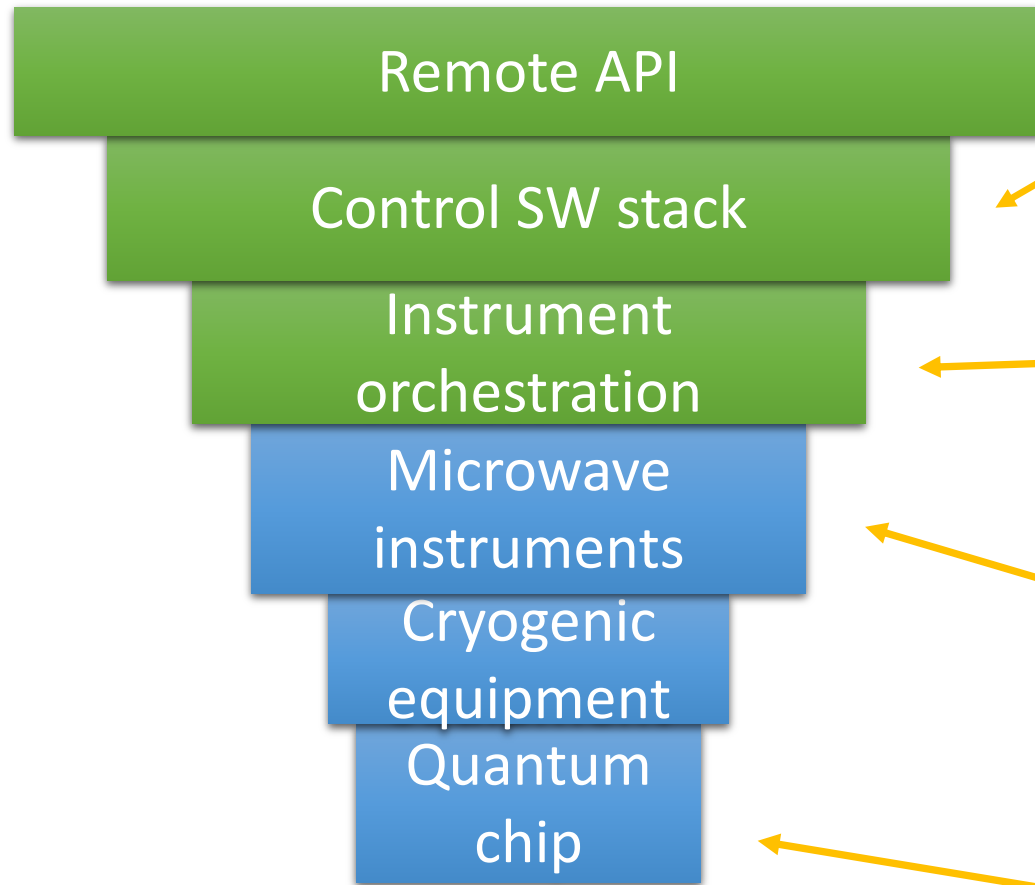 Remote API
Control SW stack
Instrument
orchestration
Microwave
instruments
Cryogenic
equipment
Quantum
chip